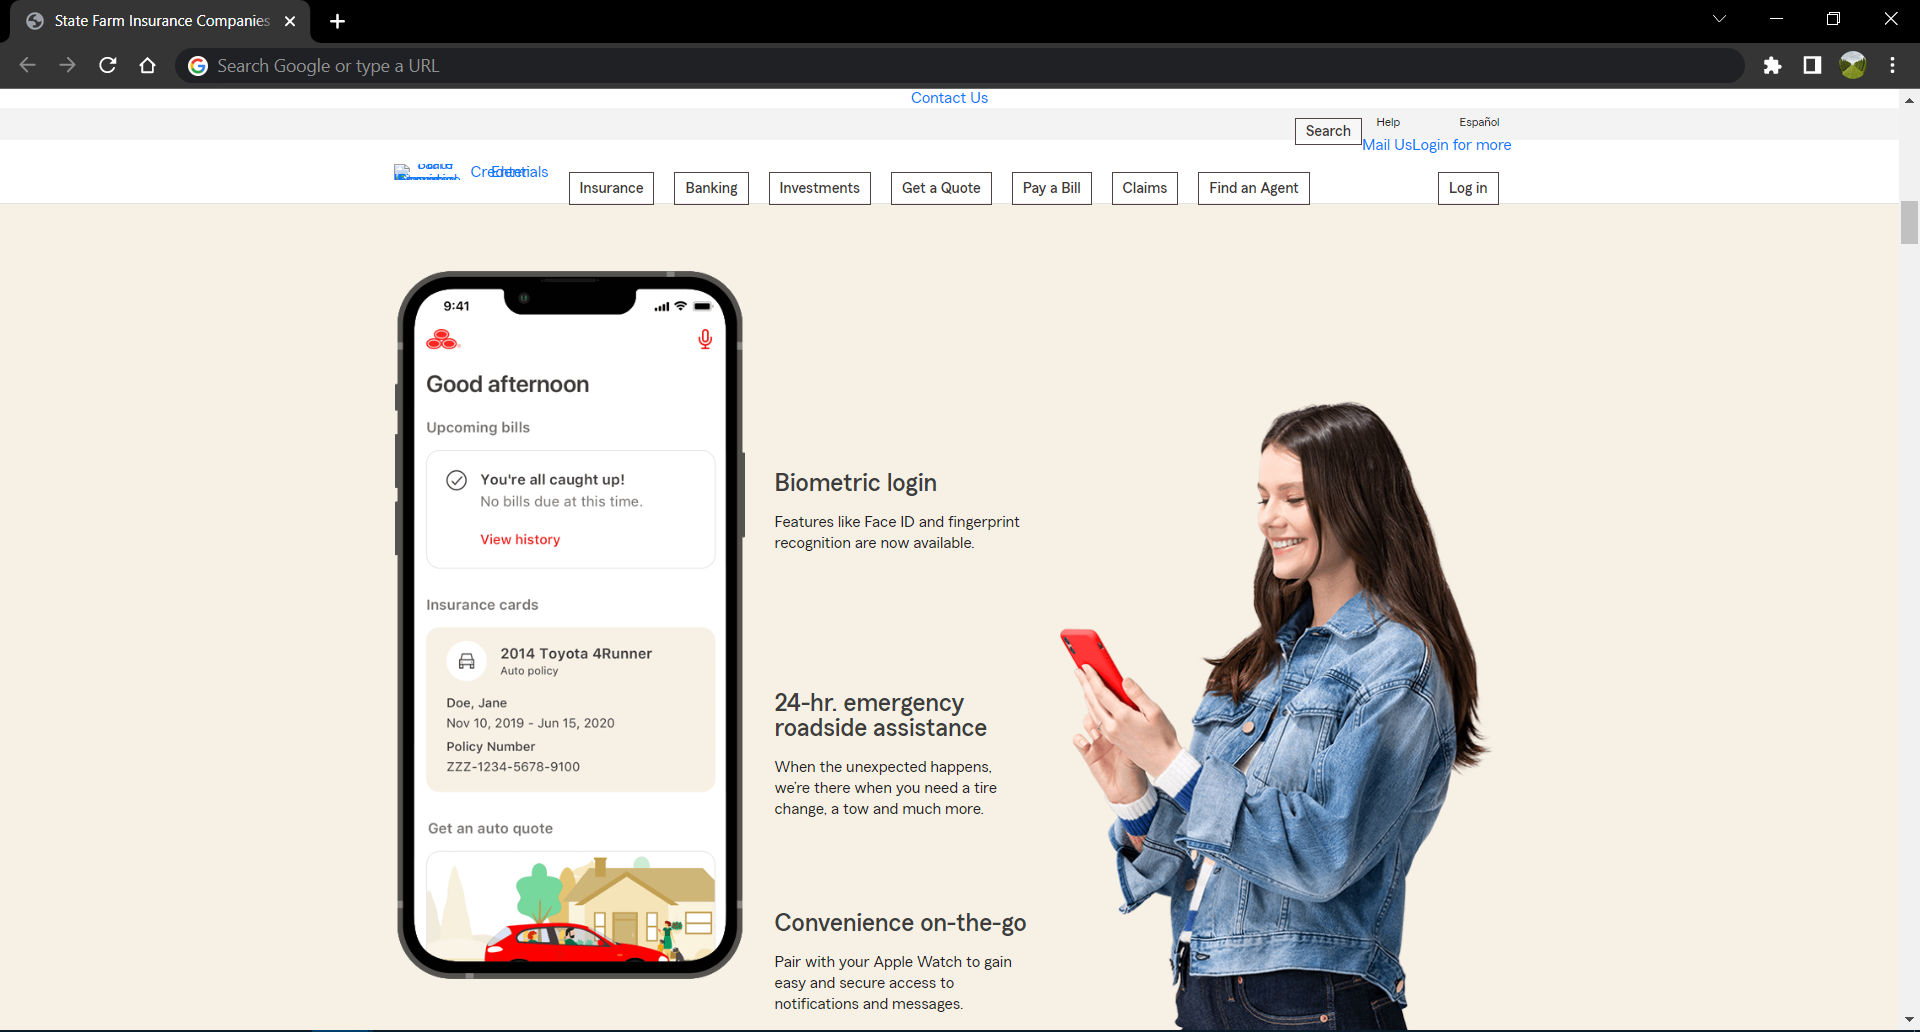 State Farm Insurance Companies
Search Google or type a URL
Contact Us
Search
Help
Español
Mail UsLogin for more
Credentials
Insurance
Banking
Investments
Get a Quote
Pay a Bill
Claims
Find an Agent
Log in
9:41
Good afternoon
Upcoming bills
You're all caught up!
No bills due at this time.
View history
Insurance cards
2014 Toyota 4Runner
Auto policy
Doe, Jane
Nov 10, 2019 - Jun 15, 2020
Policy Number
ZZZ-1234-5678-9100
Get an auto quote
Biometric login
Features like Face ID and fingerprint
recognition are now available.
24-hr. emergency
roadside assistance
When the unexpected happens,
we're there when you need a tire
change, a tow and much more.
Convenience on-the-go
Pair with your Apple Watch to gain
easy and secure access to
notifications and messages.